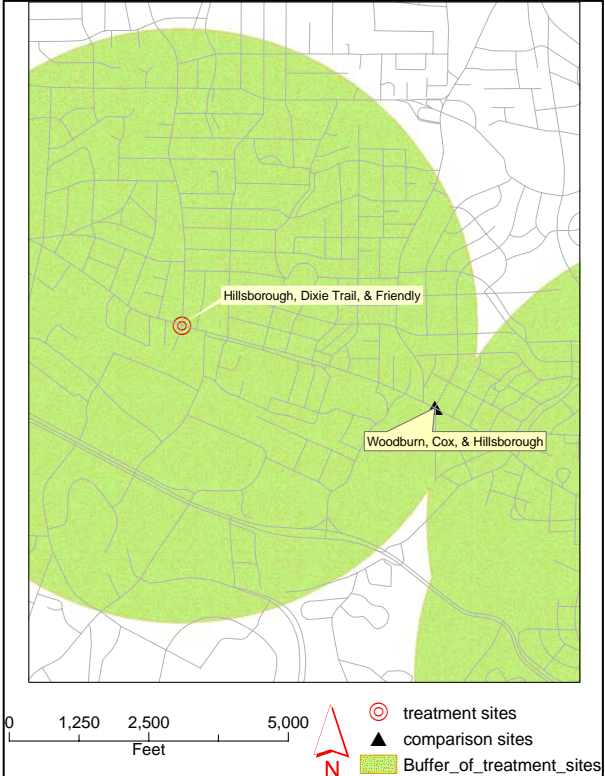 Hillsborough, Dixie Trail, & Friendly
Woodburn, Cox, & Hillsborough
0 1,250 2,500 5,000
Feet
N
treatment sites
comparison sites
Buffer_of_treatment_sites